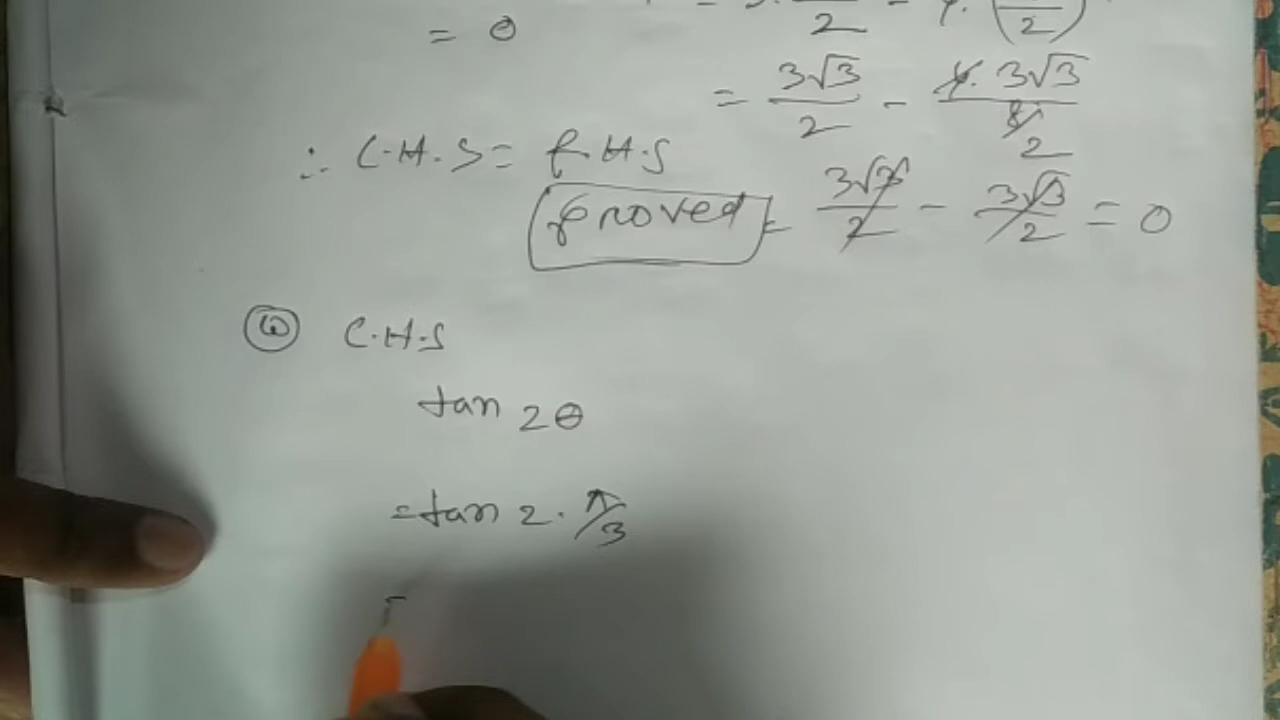 = 0
= 3√3/2 - 4·3√3/8 2
∴ L.H.S = R.H.S
Proved = 3√3/2 - 3√3/2 = 0
L.H.S
tan 2θ
= tan 2·π/3